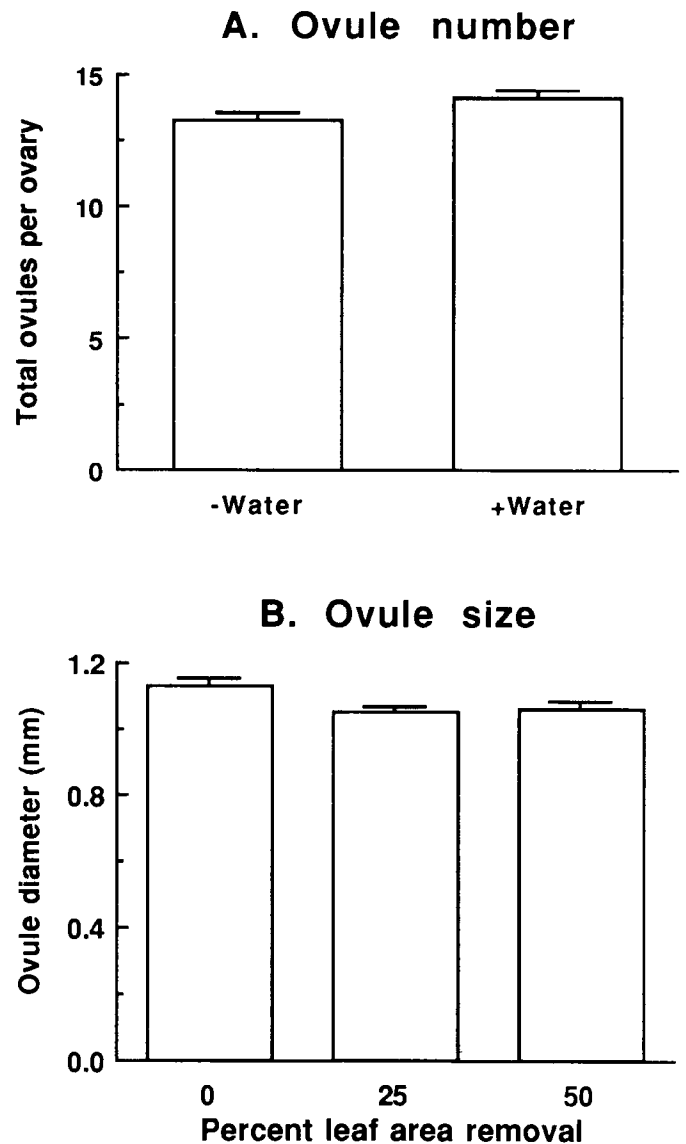 A. Ovule number
15
10
5
0
Total ovules per ovary
-Water +Water
B. Ovule size
1.2
0.8
0.4
0.0
Ovule diameter (mm)
0 25 50
Percent leaf area removal